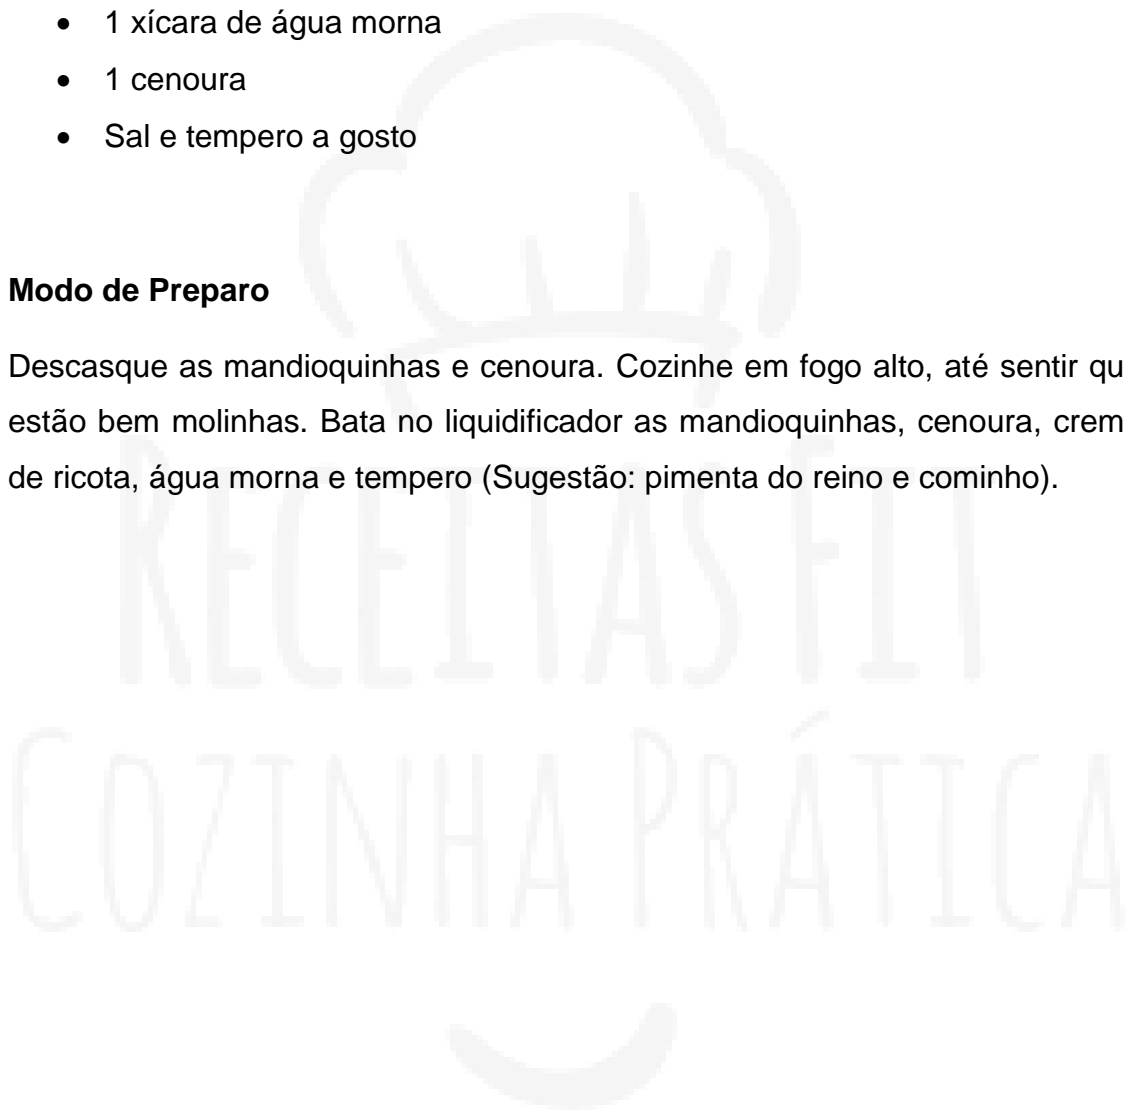 • 1 xícara de água morna
• 1 cenoura
• Sal e tempero a gosto
Modo de Preparo
Descasque as mandioquinhas e cenoura. Cozinhe em fogo alto, até sentir qu
estão bem molinhas. Bata no liquidificador as mandioquinhas, cenoura, crem
de ricota, água morna e tempero (Sugestão: pimenta do reino e cominho).
RECEITAS FIT
COZINHA PRÁTICA